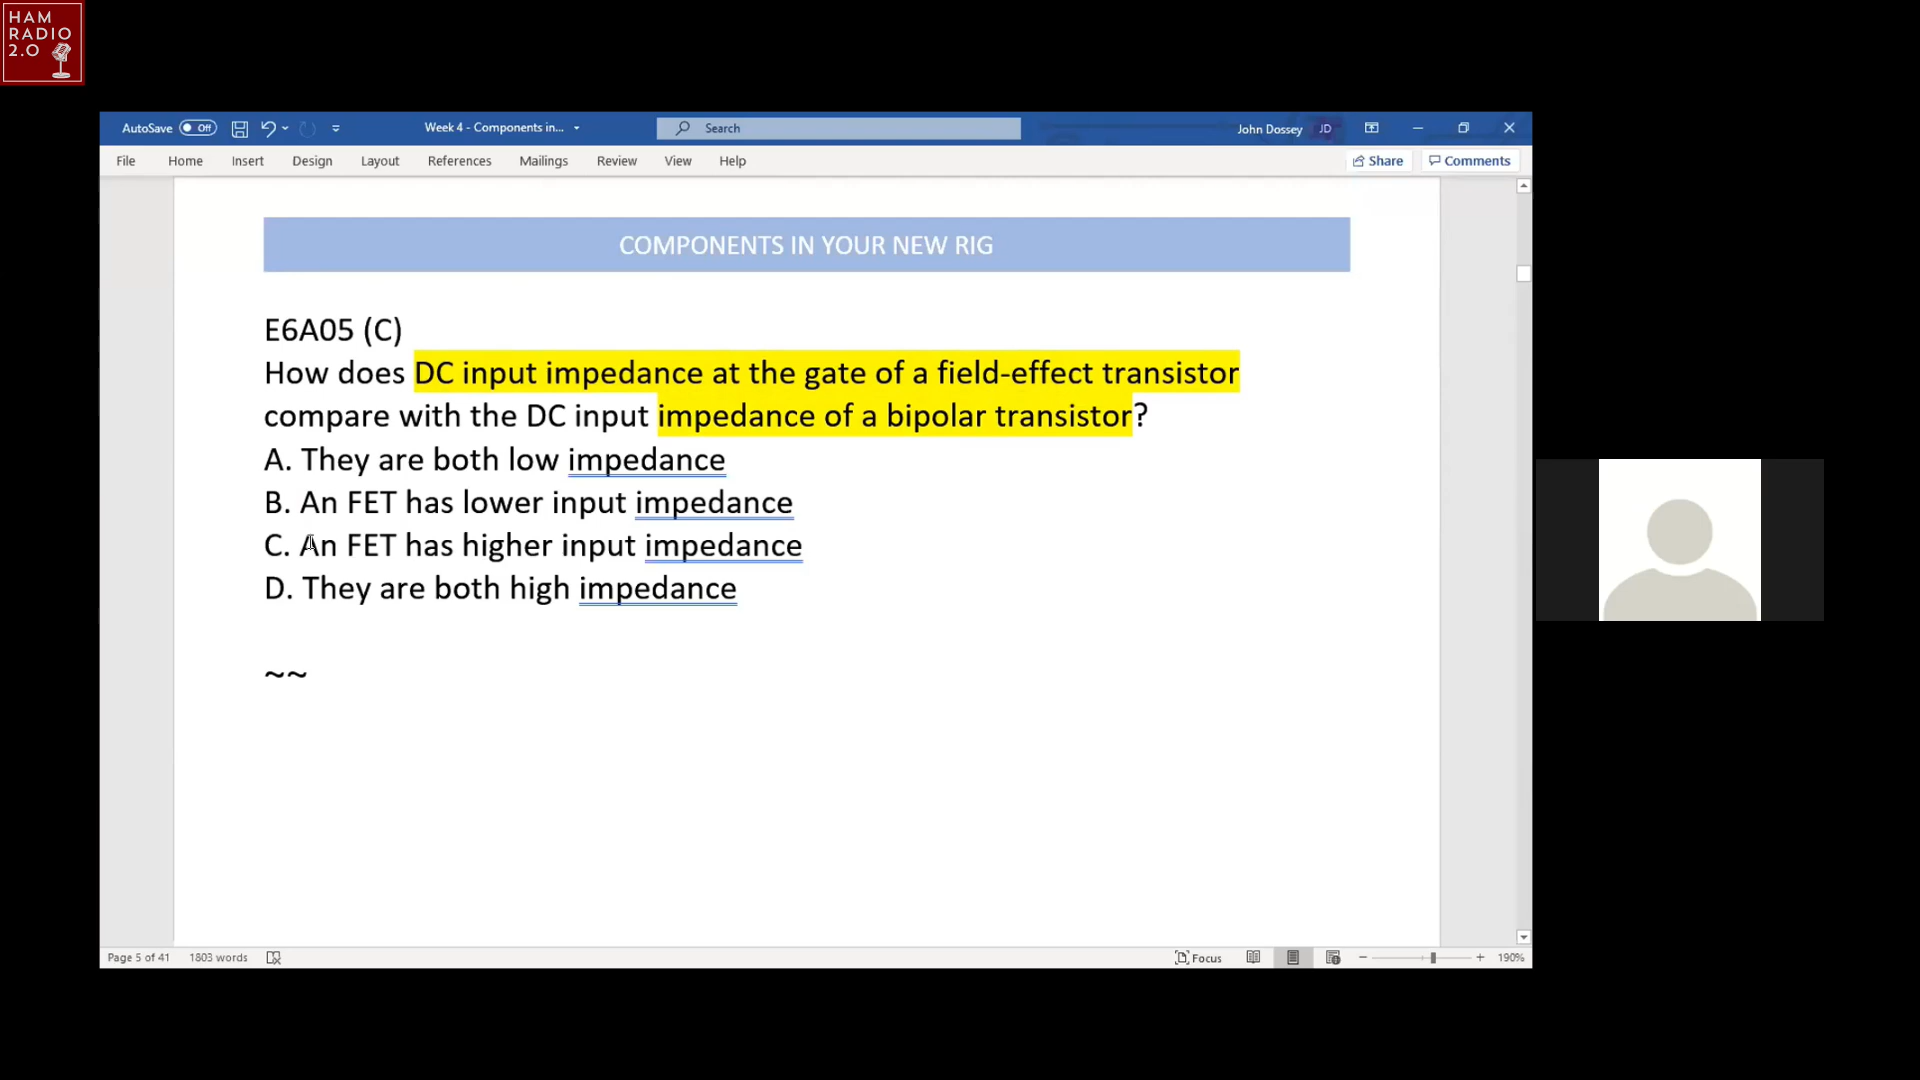 HAM
RADIO
2.0
AutoSave Off Week 4 - Components in... Search John Dossey JD
File Home Insert Design Layout References Mailings Review View Help Share Comments
COMPONENTS IN YOUR NEW RIG
E6A05 (C)
How does DC input impedance at the gate of a field-effect transistor
compare with the DC input impedance of a bipolar transistor?
A. They are both low impedance
B. An FET has lower input impedance
C. An FET has higher input impedance
D. They are both high impedance
~~
Page 5 of 41 1803 words Focus 190%